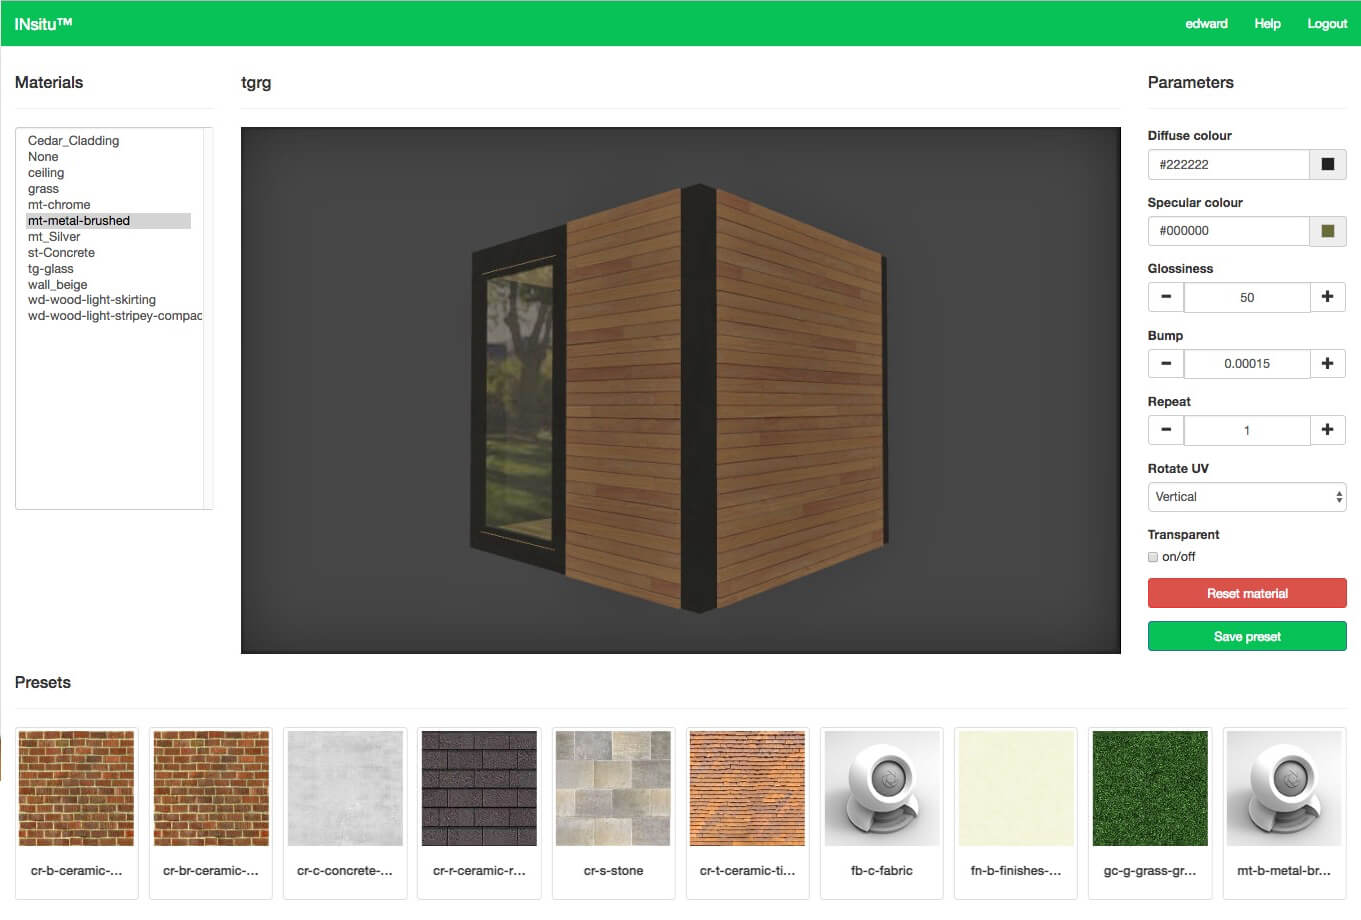 INsitu™
edward Help Logout
Materials
tgrg
Parameters
Cedar_Cladding
None
ceiling
grass
mt-chrome
mt-metal-brushed
mt_Silver
st-Concrete
tg-glass
wall_beige
wd-wood-light-skirting
wd-wood-light-stripey-compac
Diffuse colour
#222222
Specular colour
#000000
Glossiness
50
Bump
0.00015
Repeat
1
Rotate UV
Vertical
Transparent
on/off
Reset material
Save preset
Presets
cr-b-ceramic-...
cr-br-ceramic-...
cr-c-concrete-...
cr-r-ceramic-r...
cr-s-stone
cr-t-ceramic-ti...
fb-c-fabric
fn-b-finishes-...
gc-g-grass-gr...
mt-b-metal-br...